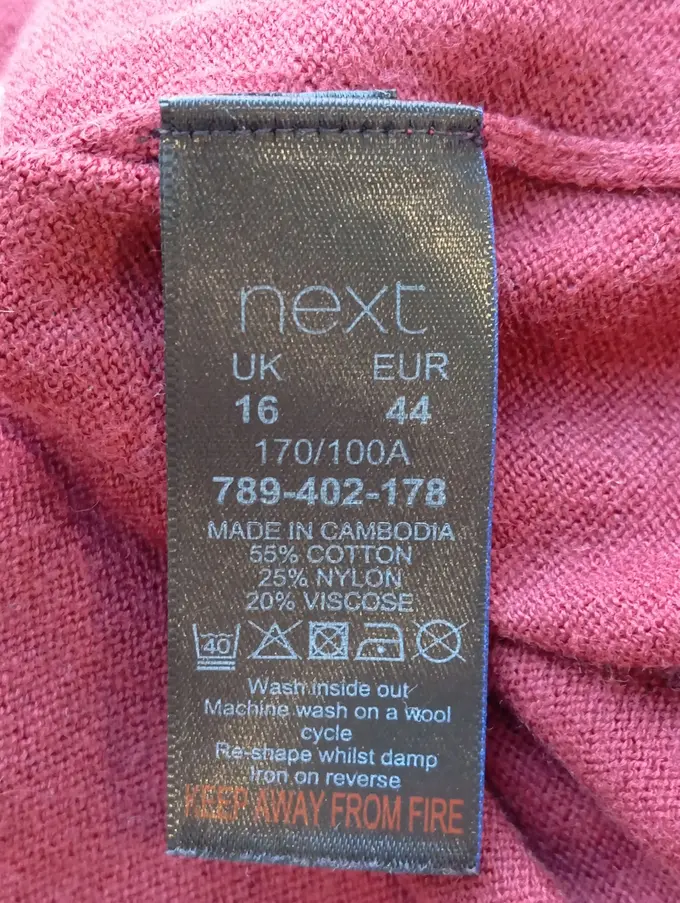 next
UK EUR
16 44
170/100A
789-402-178
MADE IN CAMBODIA
55% COTTON
25% NYLON
20% VISCOSE
40
Wash inside out
Machine wash on a wool
cycle
Re-shape whilst damp
Iron on reverse
KEEP AWAY FROM FIRE